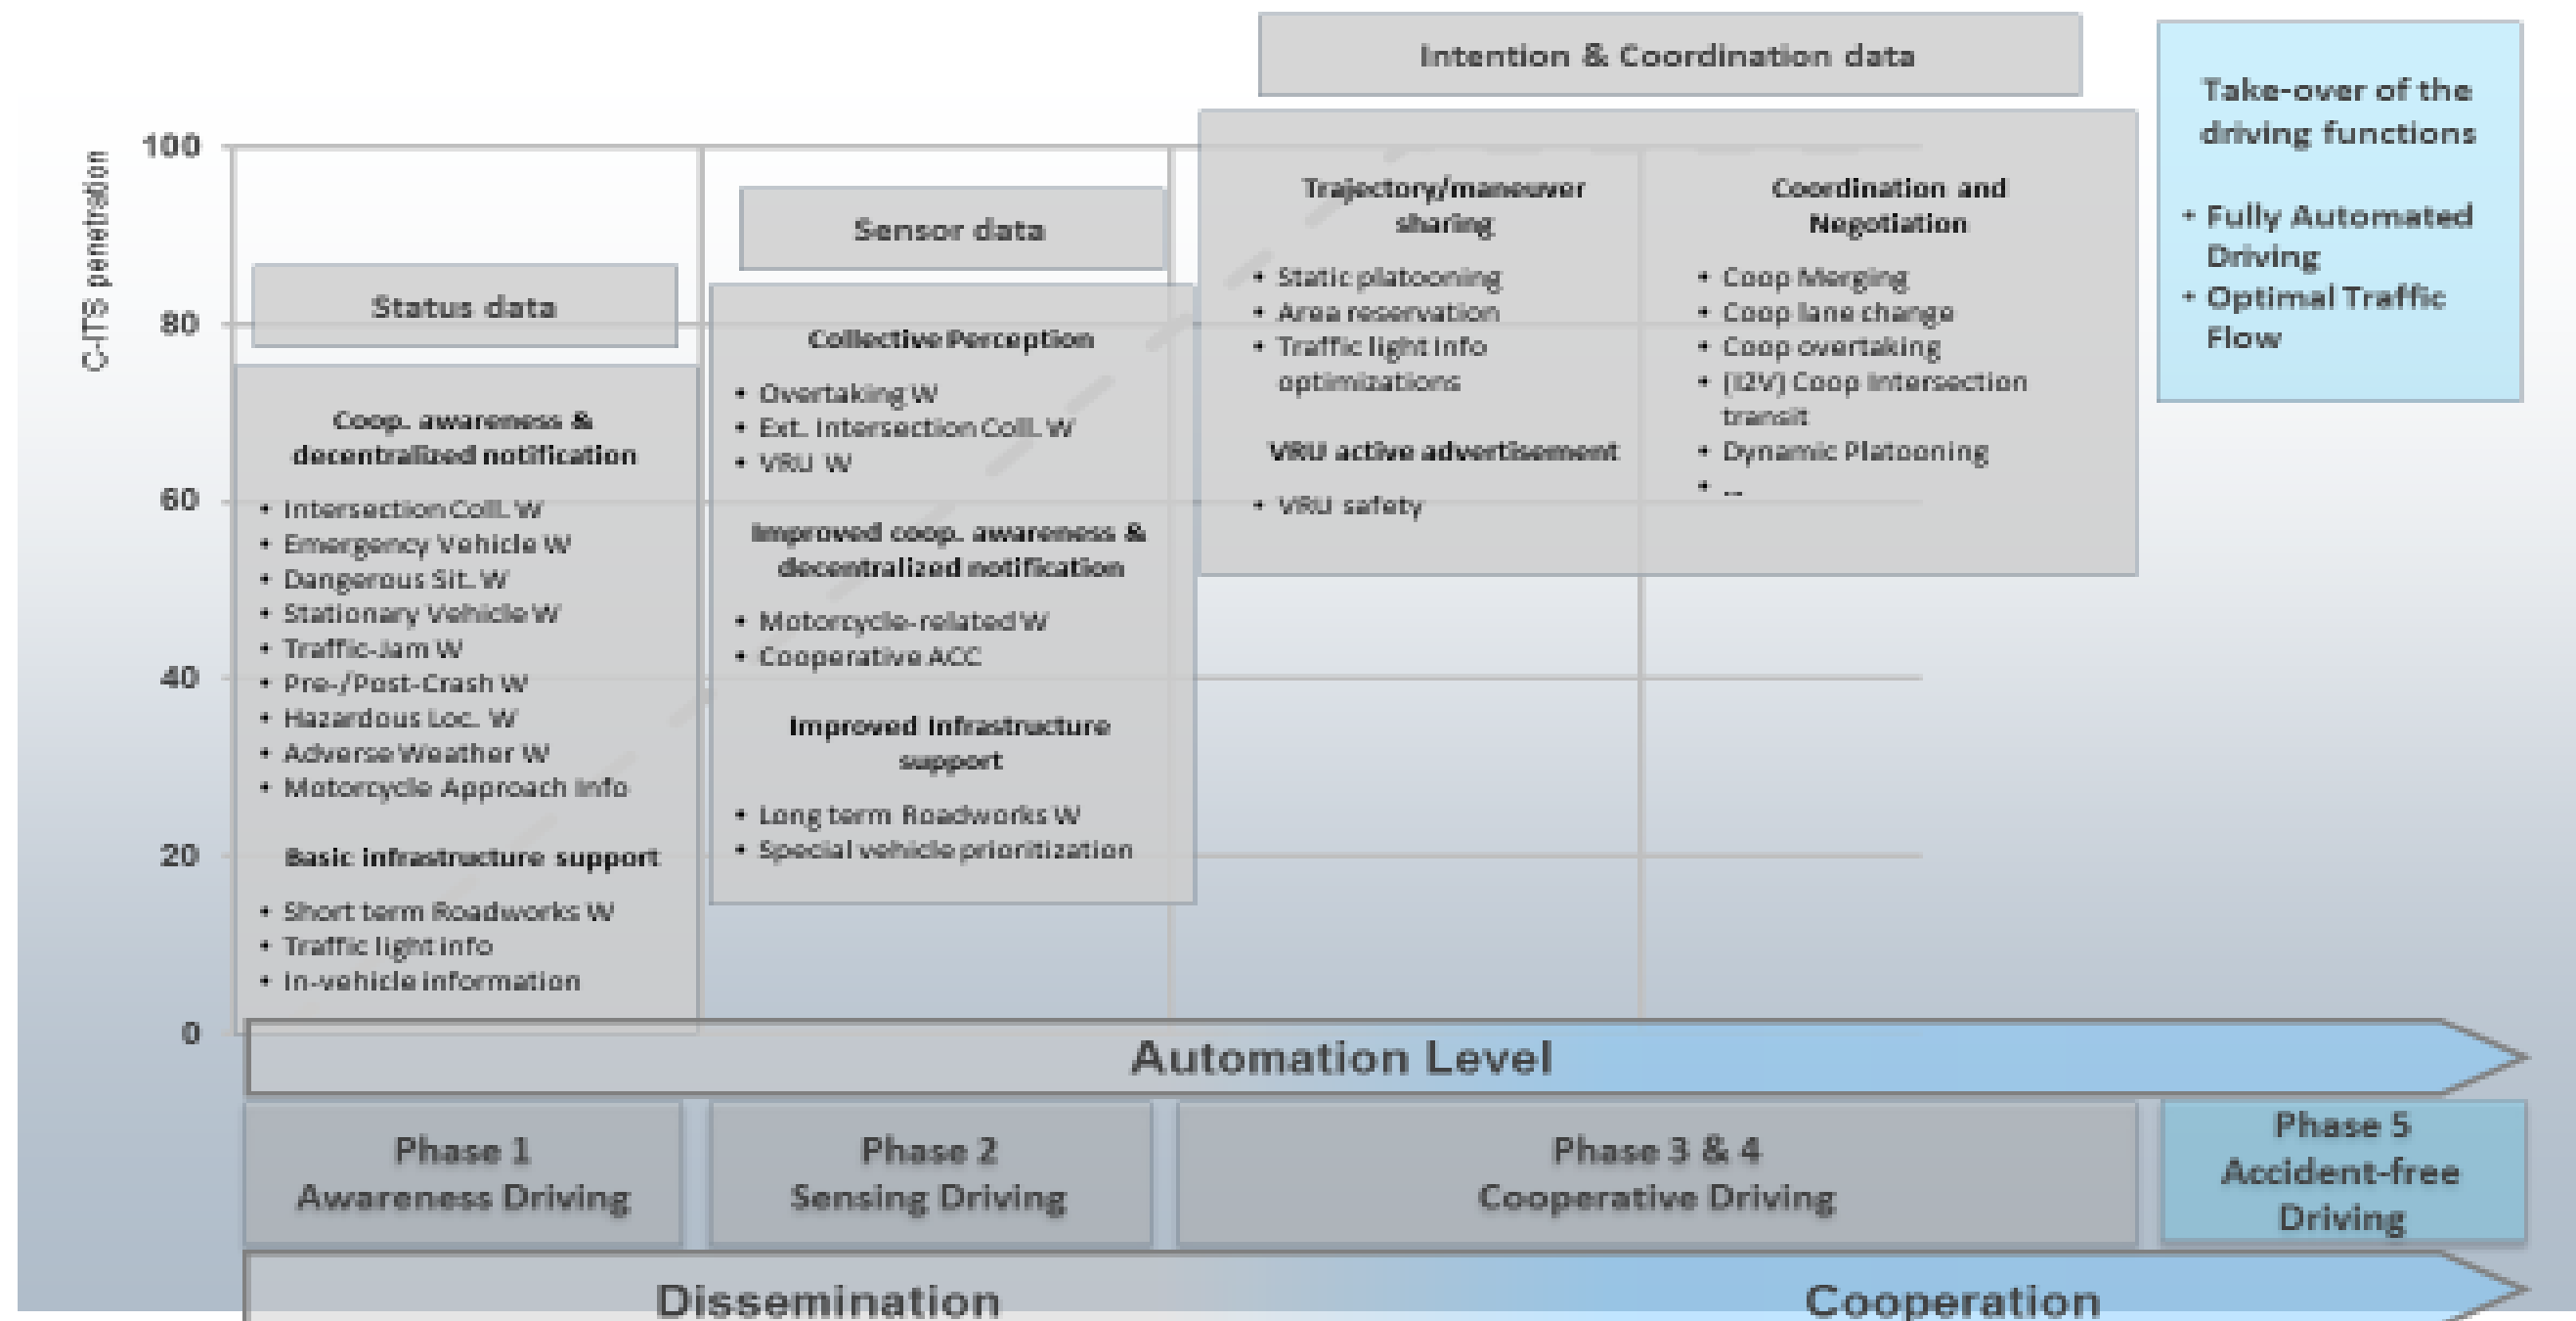 Intention & Coordination data
Take-over of the
driving functions
• Fully Automated
Driving
• Optimal Traffic
Flow
C-ITS penetration
100
80
60
40
20
0
Status data
Coop. awareness &
decentralized notification
• Intersection Coll. W
• Emergency Vehicle W
• Dangerous Sit. W
• Stationary Vehicle W
• Traffic-Jam W
• Pre-/Post-Crash W
• Hazardous Loc. W
• Adverse Weather W
• Motorcycle Approach Info
Basic infrastructure support
• Short term Roadworks W
• Traffic light info
• In-vehicle information
Sensor data
Collective Perception
• Overtaking W
• Ext. Intersection Coll. W
• VRU W
Improved coop. awareness &
decentralized notification
• Motorcycle-related W
• Cooperative ACC
Improved infrastructure
support
• Long term Roadworks W
• Special vehicle prioritization
Trajectory/maneuver
sharing
• Static platooning
• Area reservation
• Traffic light info
optimizations
VRU active advertisement
• VRU safety
Coordination and
Negotiation
• Coop Merging
• Coop lane change
• Coop overtaking
• (I2V) Coop Intersection
transit
• Dynamic Platooning
• ...
Automation Level
Phase 1
Awareness Driving
Phase 2
Sensing Driving
Phase 3 & 4
Cooperative Driving
Phase 5
Accident-free
Driving
Dissemination
Cooperation